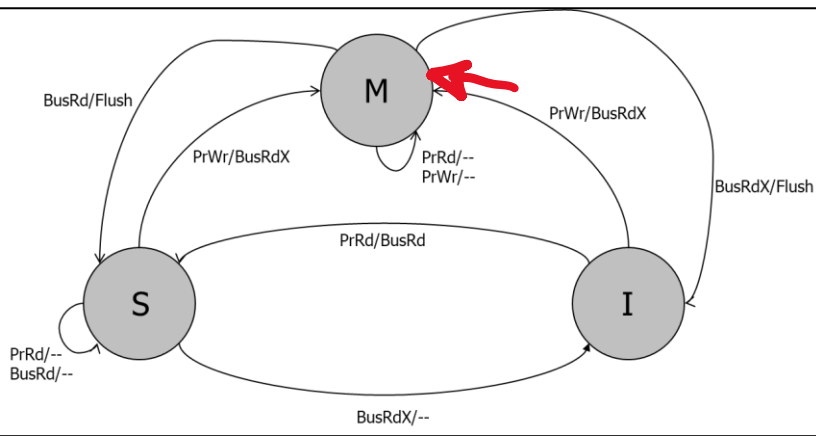 M
BusRd/Flush
PrWr/BusRdX
PrWr/BusRdX
PrRd/--
PrWr/--
BusRdX/Flush
PrRd/BusRd
S
I
PrRd/--
BusRd/--
BusRdX/--